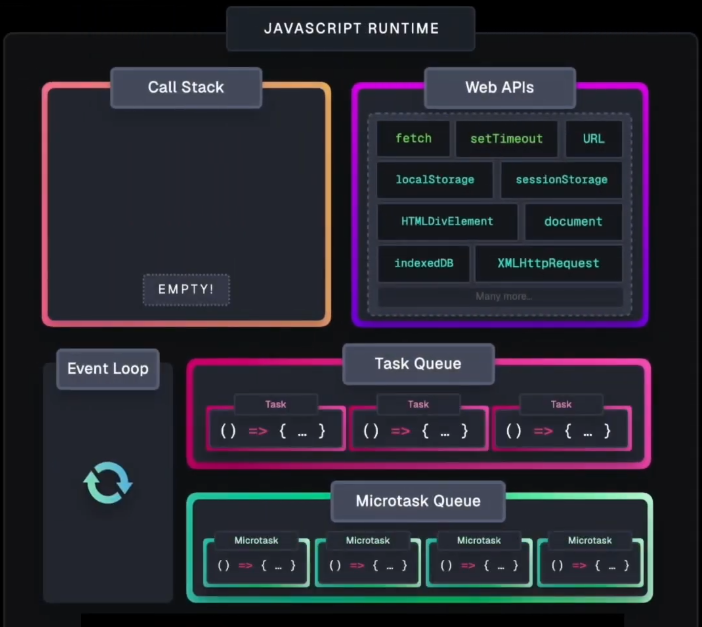 JAVASCRIPT RUNTIME
Call Stack
EMPTY!
Web APIs
fetch setTimeout URL
localStorage sessionStorage
HTMLDivElement document
indexedDB XMLHttpRequest
Many more...
Event Loop
Task Queue
Task Task Task
() => { … } () => { … } () => { … }
Microtask Queue
Microtask Microtask Microtask Microtask
() => { … } () => { … } () => { … } () => { … }